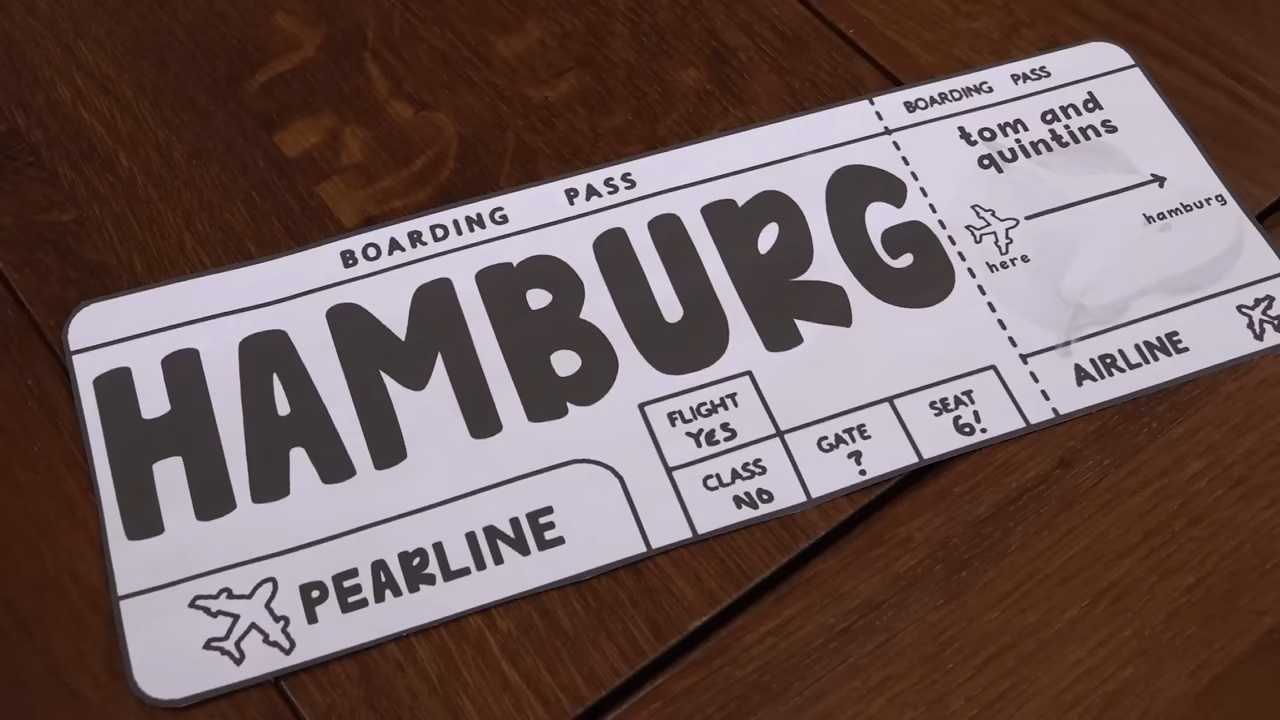 BOARDING PASS
HAMBURG
FLIGHT
YES
CLASS
NO
GATE
?
SEAT
6!
PEARLINE
BOARDING PASS
tom and
quintins
here
hamburg
AIRLINE